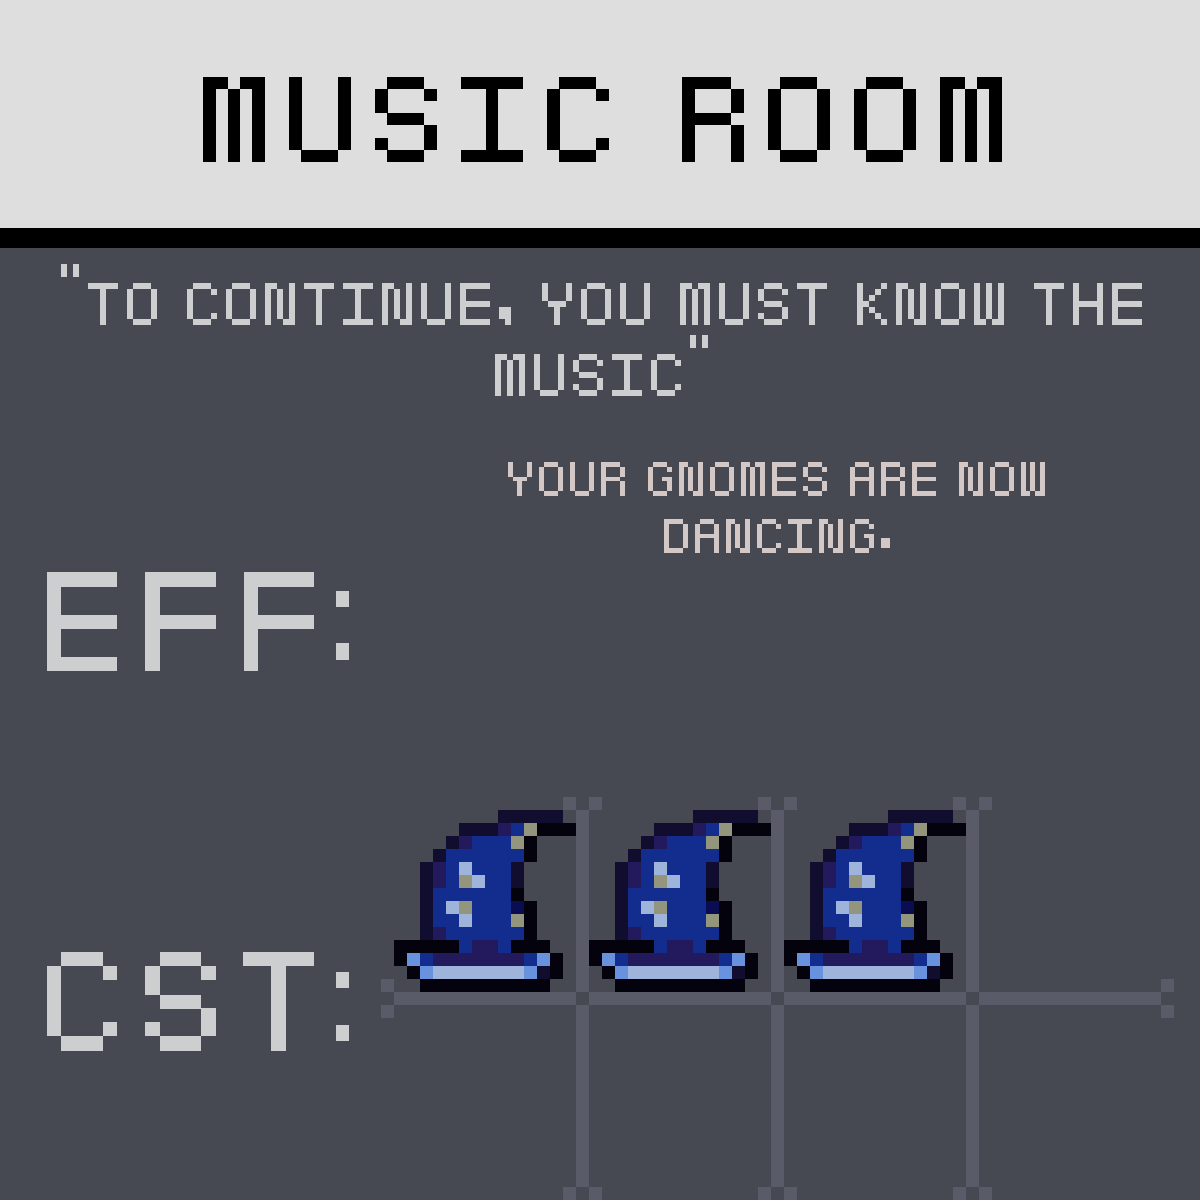 MUSIC ROOM
"TO CONTINUE, YOU MUST KNOW THE
MUSIC"
YOUR GNOMES ARE NOW
DANCING.
EFF:
CST: